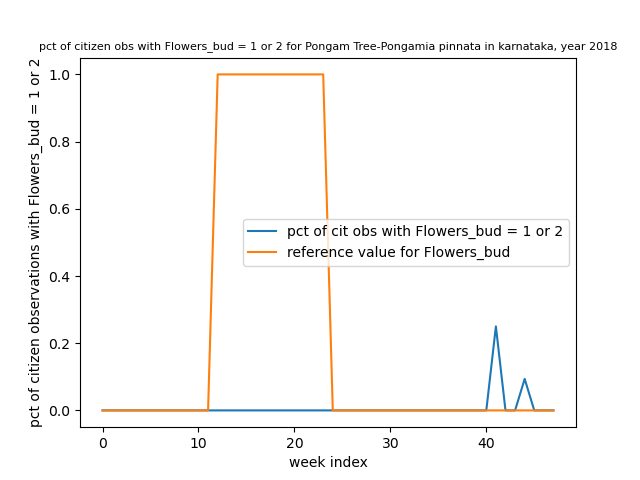 pct of citizen obs with Flowers_bud = 1 or 2 for Pongam Tree-Pongamia pinnata in karnataka, year 2018
pct of citizen observations with Flowers_bud = 1 or 2
1.0
0.8
0.6
0.4
0.2
0.0
pct of cit obs with Flowers_bud = 1 or 2
reference value for Flowers_bud
0 10 20 30 40
week index